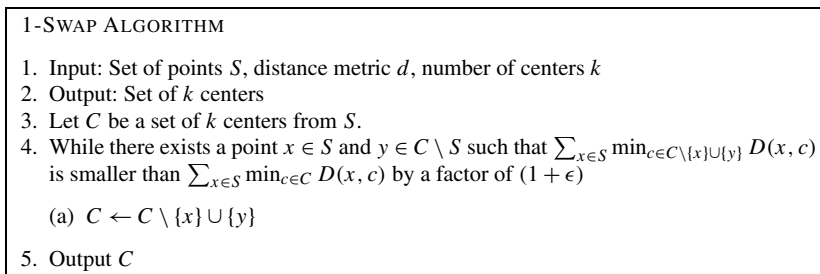 1-SWAP ALGORITHM
1. Input: Set of points S, distance metric d, number of centers k
2. Output: Set of k centers
3. Let C be a set of k centers from S.
4. While there exists a point x ∈ S and y ∈ C \ S such that ∑_{x∈S} min_{c∈C\{x}∪{y}} D(x, c)
is smaller than ∑_{x∈S} min_{c∈C} D(x, c) by a factor of (1 + ϵ)
(a) C ← C \ {x} ∪ {y}
5. Output C